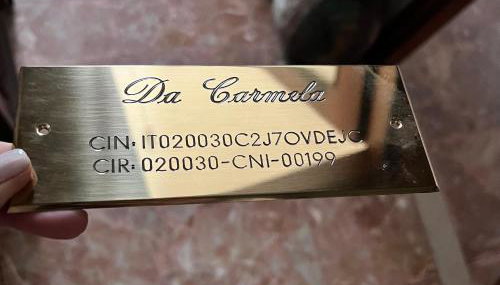 Da Carmela
CIN: IT020030C2J7OVDEJC
CIR: 020030-CNI-00199